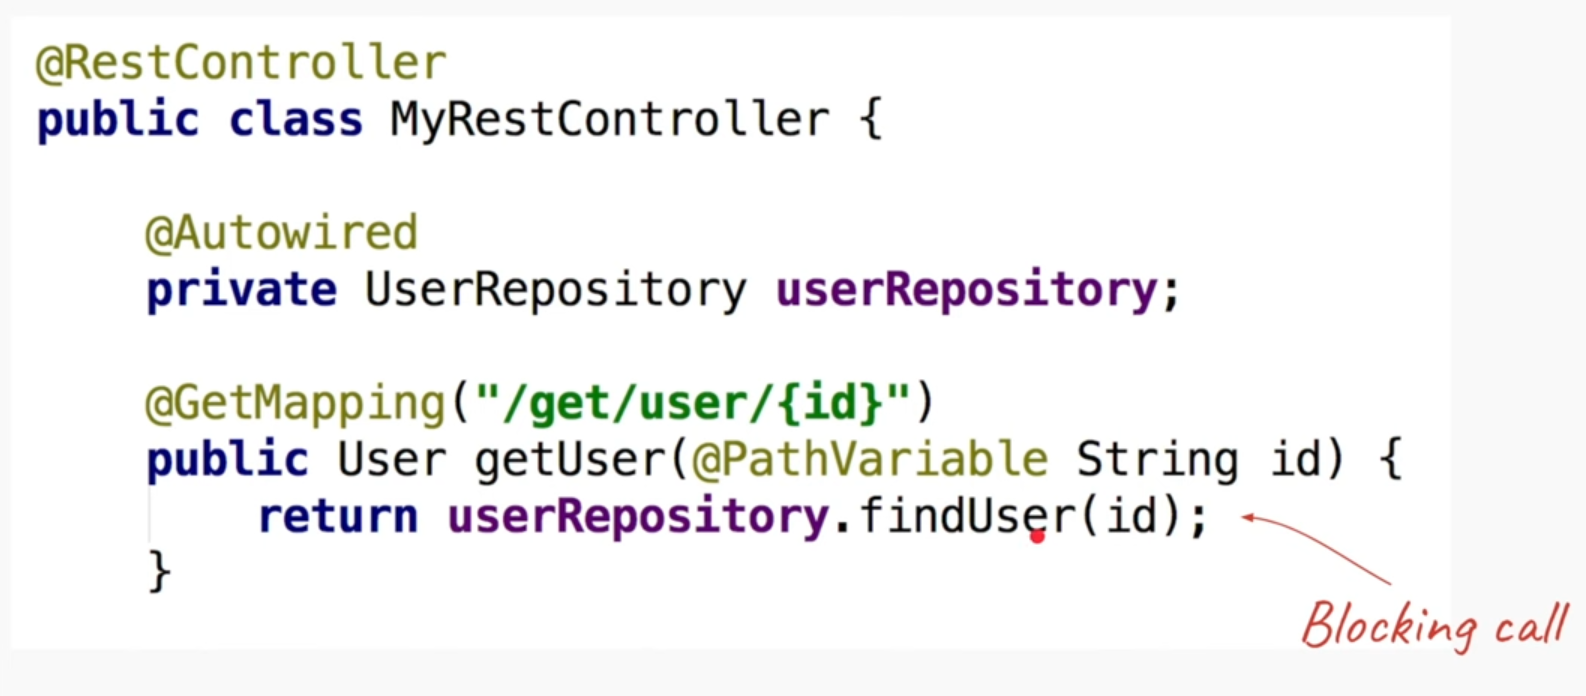 @RestController
public class MyRestController {
@Autowired
private UserRepository userRepository;
@GetMapping("/get/user/{id}")
public User getUser(@PathVariable String id) {
return userRepository.findUser(id);
}
Blocking call